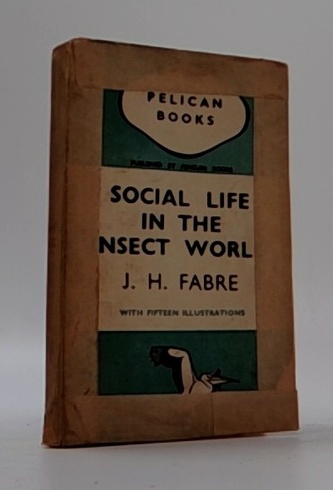 PELICAN
BOOKS
PUBLISHED BY PENGUIN BOOKS
SOCIAL LIFE
IN THE
NSECT WORL
J. H. FABRE
WITH FIFTEEN ILLUSTRATIONS